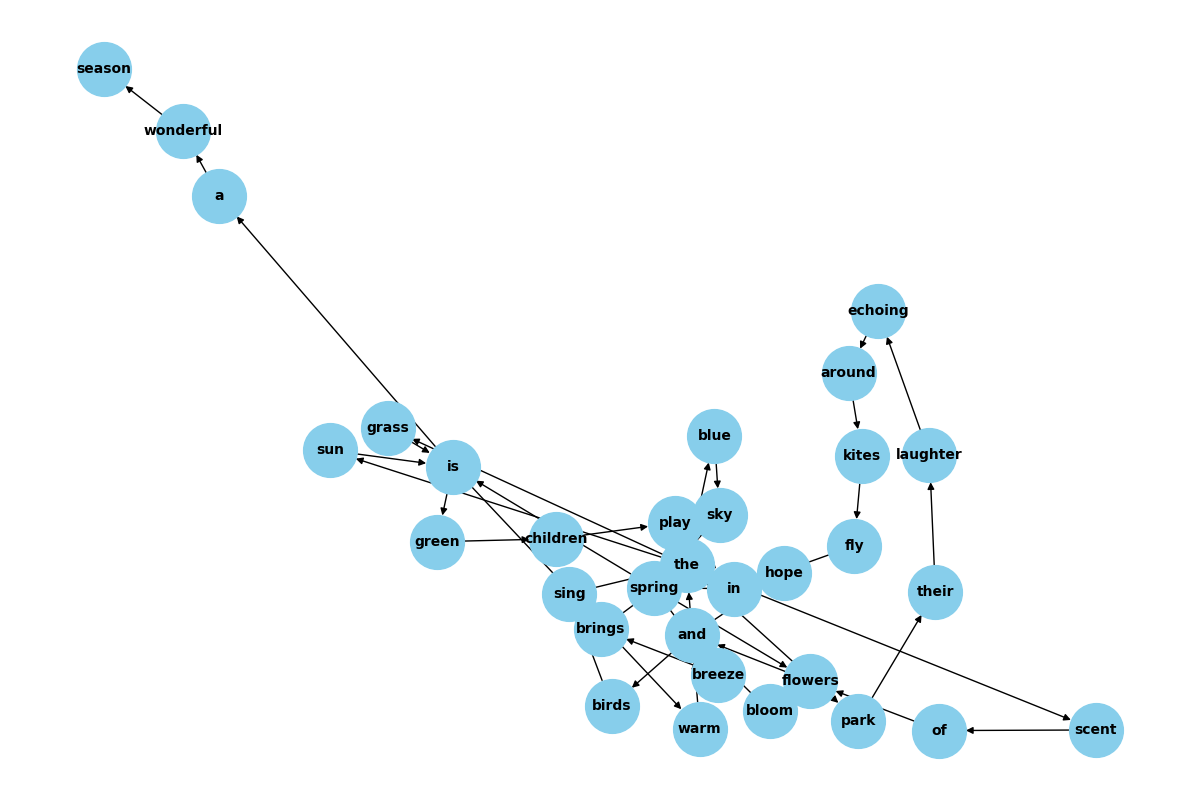 season
wonderful
a
echoing
around
grass
blue
sun
kites
laughter
is
sky
play
children
green
fly
the
hope
spring
in
sing
their
brings
and
breeze
flowers
birds
bloom
park
warm
of
scent